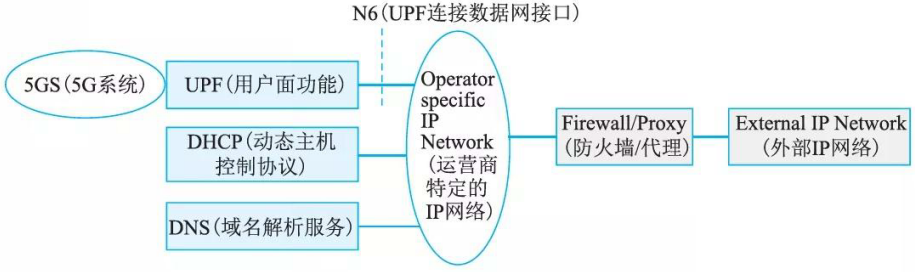 N6(UPF连接数据网接口)
5GS(5G系统)
UPF(用户面功能)
DHCP(动态主机
控制协议)
DNS(域名解析服务)
Operator
specific
IP
Network
(运营商
特定的
IP网络)
Firewall/Proxy
(防火墙/代理)
External IP Network
(外部IP网络)